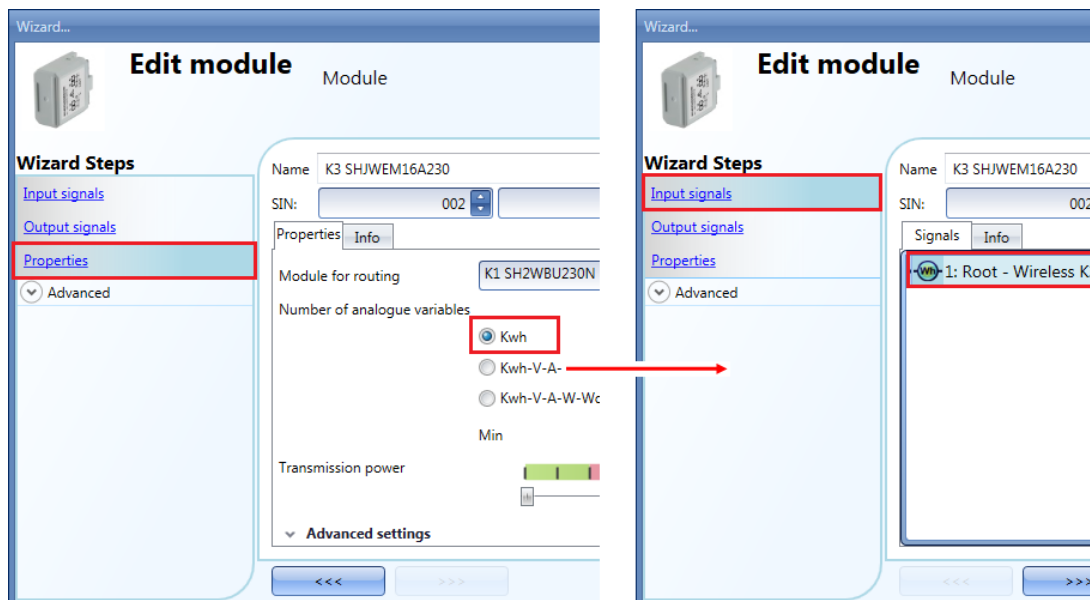 Wizard...
Edit module
Module
Wizard Steps
Input signals
Output signals
Properties
Advanced
Name K3 SHJWEM16A230
SIN: 002
Properties Info
Module for routing K1 SH2WBU230N
Number of analogue variables
Kwh
Kwh-V-A-
Kwh-V-A-W-
Min
Transmission power
Advanced settings
<<< >>>
Wizard...
Edit module
Module
Wizard Steps
Input signals
Output signals
Properties
Advanced
Name K3 SHJWEM16A230
SIN: 002
Signals Info
Wh 1: Root - Wireless
<<< >>>